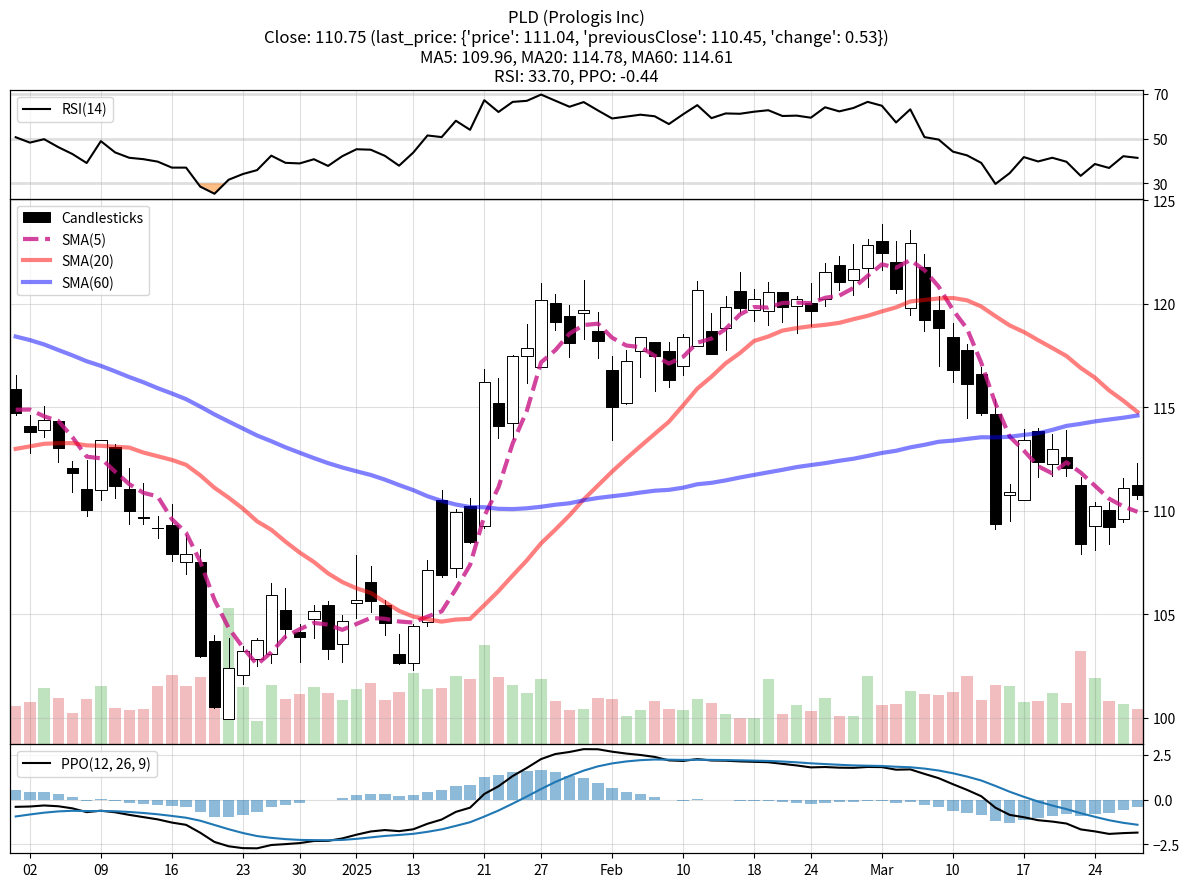 PLD (Prologis Inc)
Close: 110.75 (last_price: {'price': 111.04, 'previousClose': 110.45, 'change': 0.53})
MA5: 109.96, MA20: 114.78, MA60: 114.61
RSI: 33.70, PPO: -0.44
RSI(14)
70
50
30
Candlesticks
SMA(5)
SMA(20)
SMA(60)
125
120
115
110
105
100
PPO(12, 26, 9)
2.5
0.0
−2.5
02 09 16 23 30 2025 13 21 27 Feb 10 18 24 Mar 10 17 24